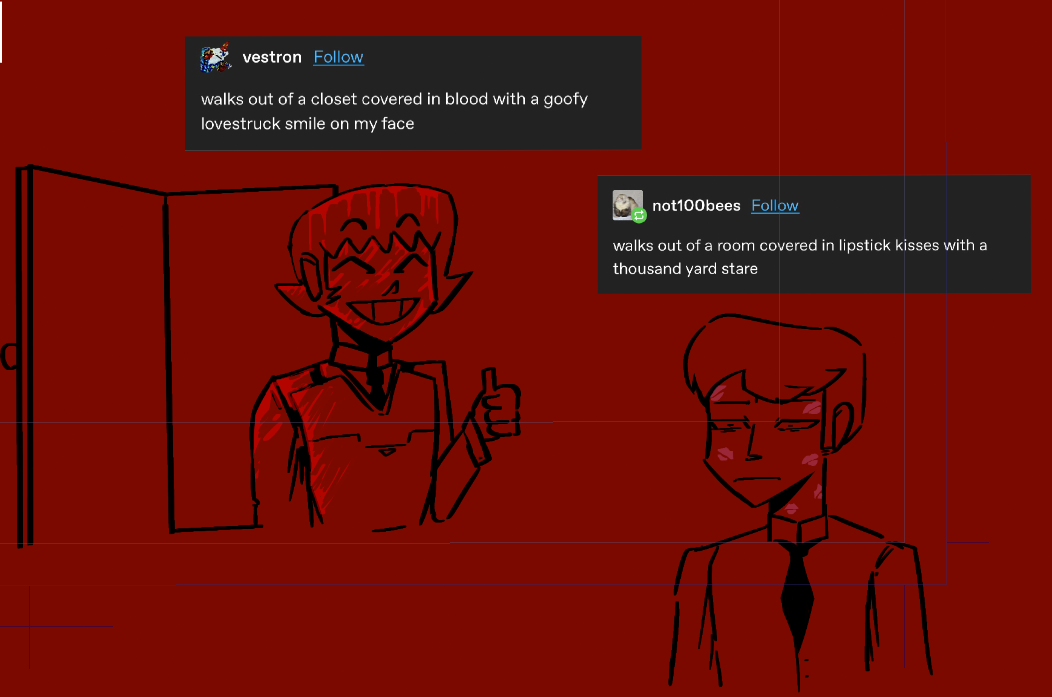 vestron Follow
walks out of a closet covered in blood with a goofy
lovestruck smile on my face
not100bees Follow
walks out of a room covered in lipstick kisses with a
thousand yard stare